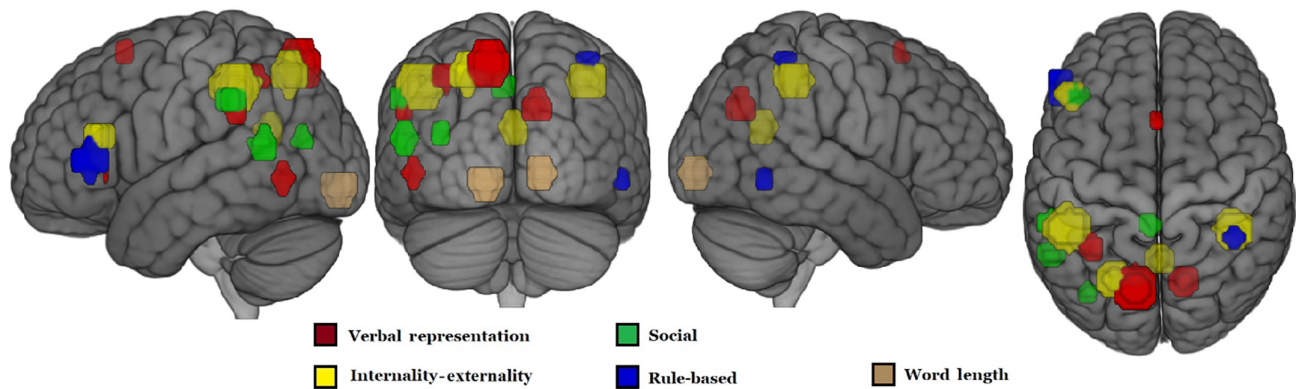 Verbal representation
Social
Internality-externality
Rule-based
Word length